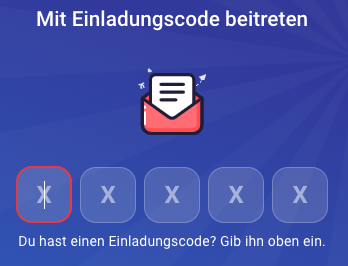 Mit Einladungscode beitreten
X X X X X
Du hast einen Einladungscode? Gib ihn oben ein.